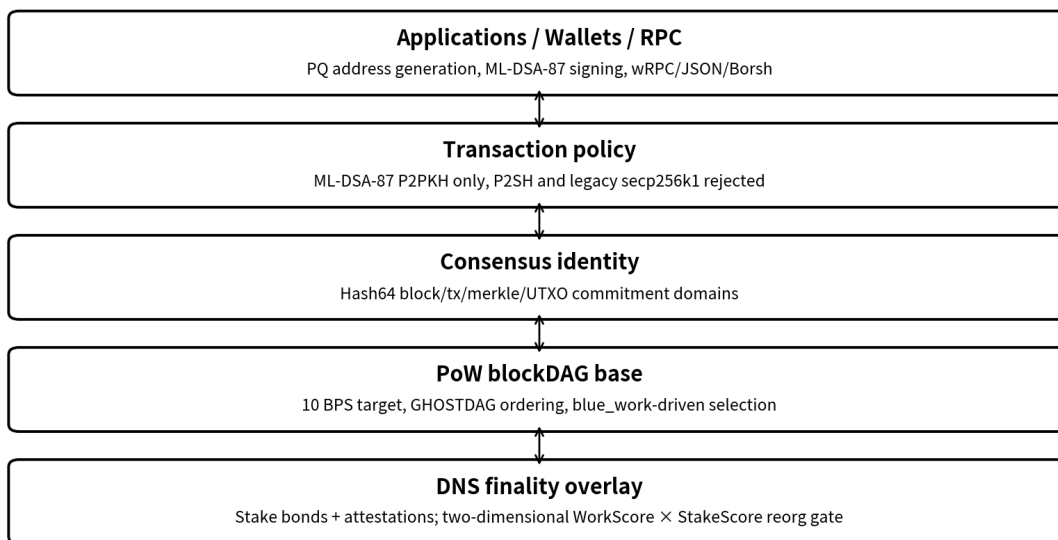 Applications / Wallets / RPC
PQ address generation, ML-DSA-87 signing, wRPC/JSON/Borsh
Transaction policy
ML-DSA-87 P2PKH only, P2SH and legacy secp256k1 rejected
Consensus identity
Hash64 block/tx/merkle/UTXO commitment domains
PoW blockDAG base
10 BPS target, GHOSTDAG ordering, blue_work-driven selection
DNS finality overlay
Stake bonds + attestations; two-dimensional WorkScore × StakeScore reorg gate